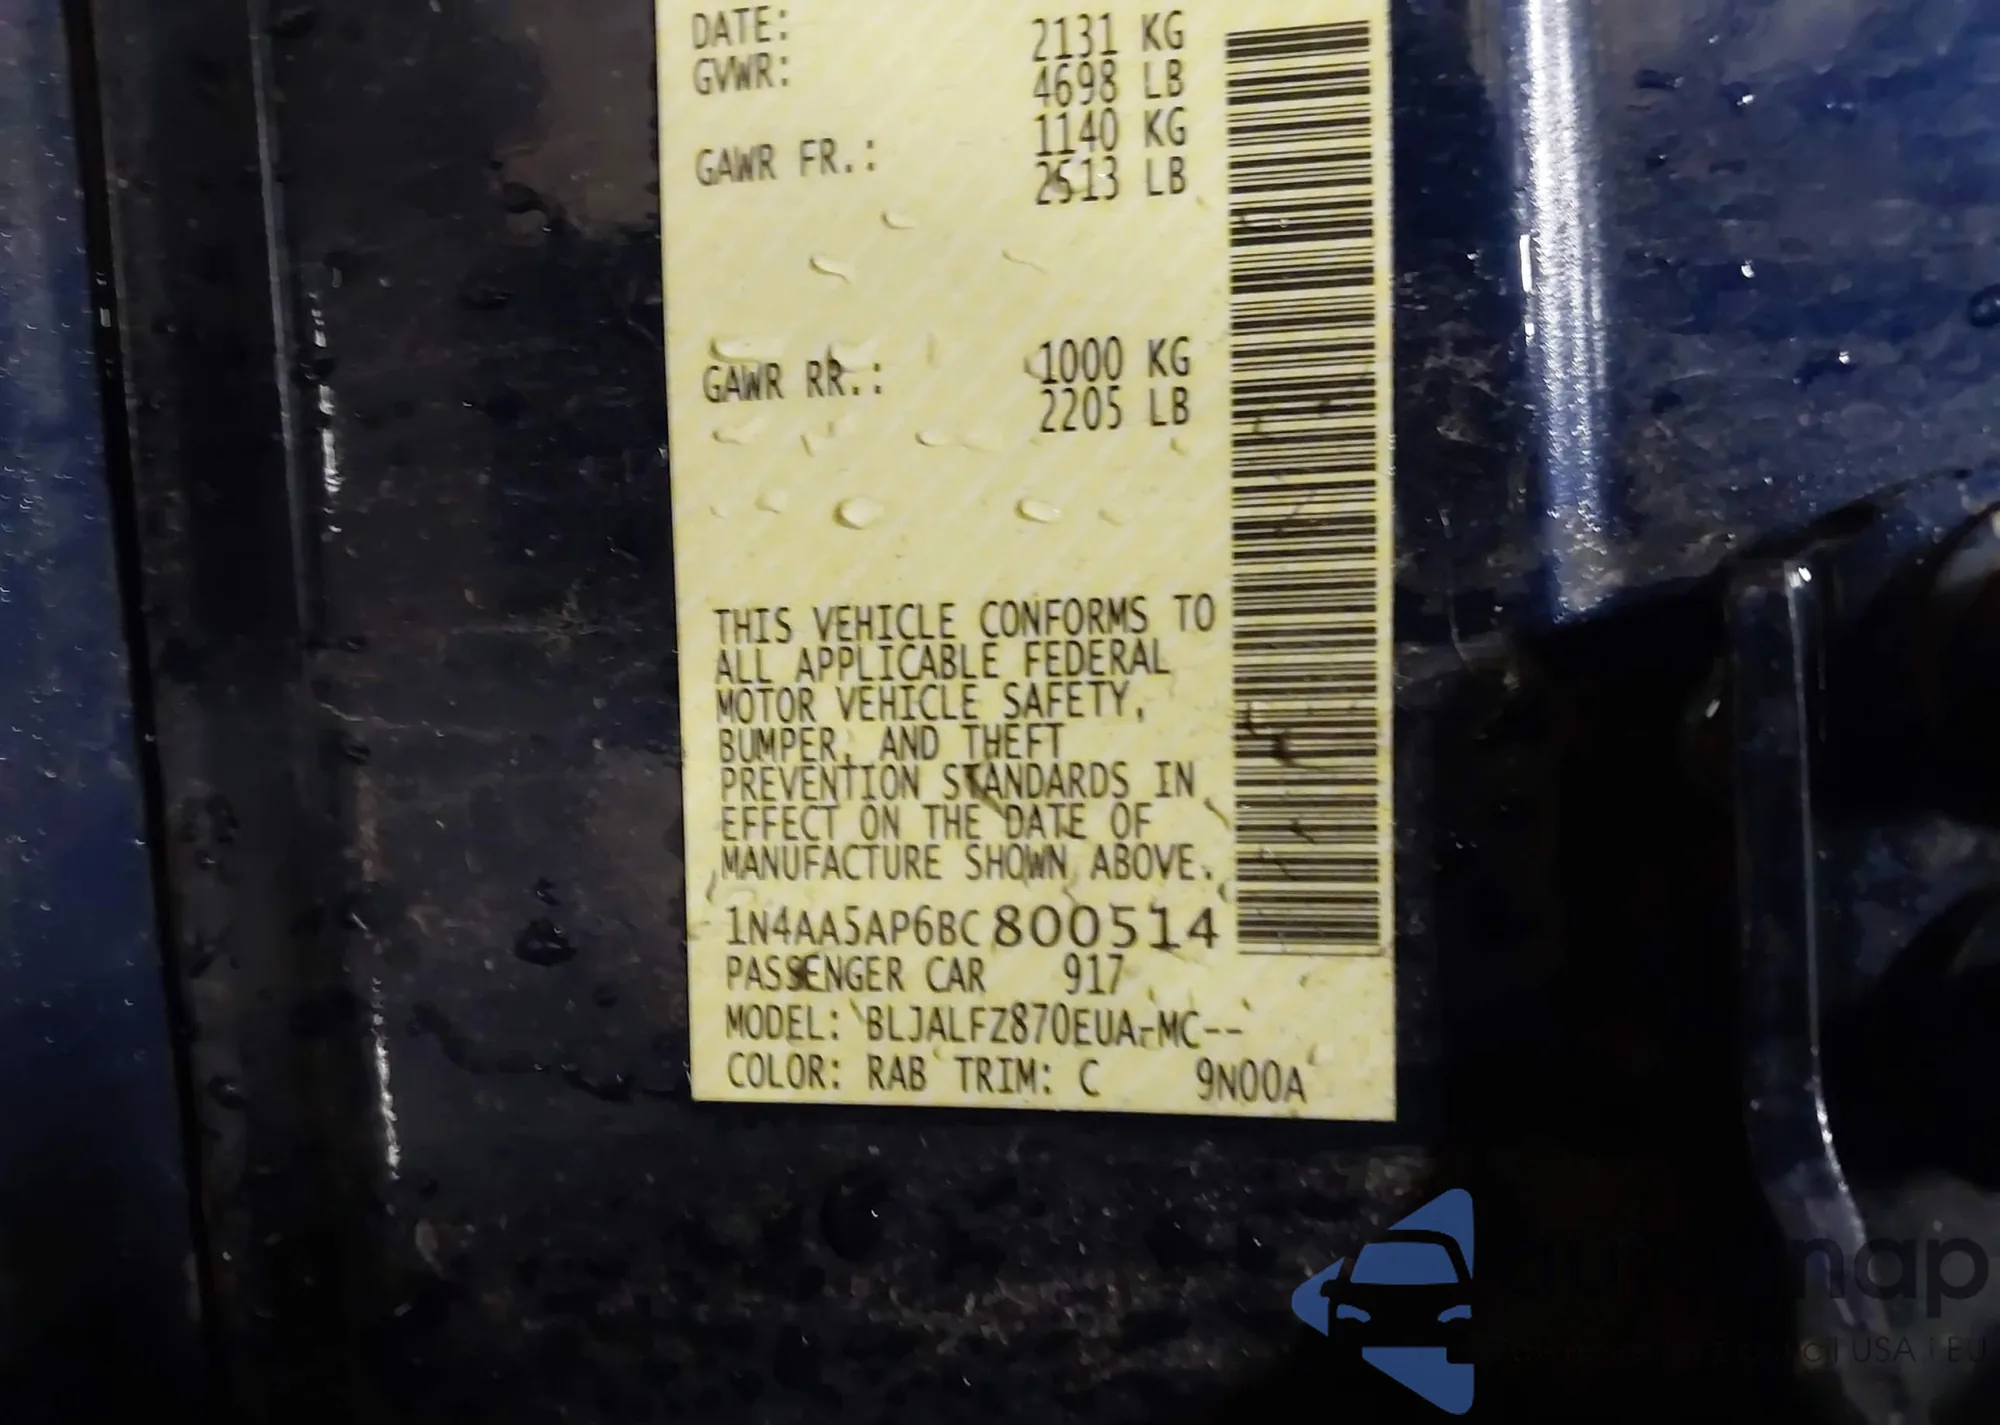 DATE:
2131 KG
GVWR:
4698 LB
1140 KG
GAWR FR.:
2513 LB
1000 KG
GAWR RR.:
2205 LB
THIS VEHICLE CONFORMS TO
ALL APPLICABLE FEDERAL
MOTOR VEHICLE SAFETY,
BUMPER, AND THEFT
PREVENTION STANDARDS IN
EFFECT ON THE DATE OF
MANUFACTURE SHOWN ABOVE.
1N4AA5AP6BC800514
PASSENGER CAR 917
MODEL: BLJALFZ870EUA-MC--
COLOR: RAB TRIM: C 9N00A
USA i EU